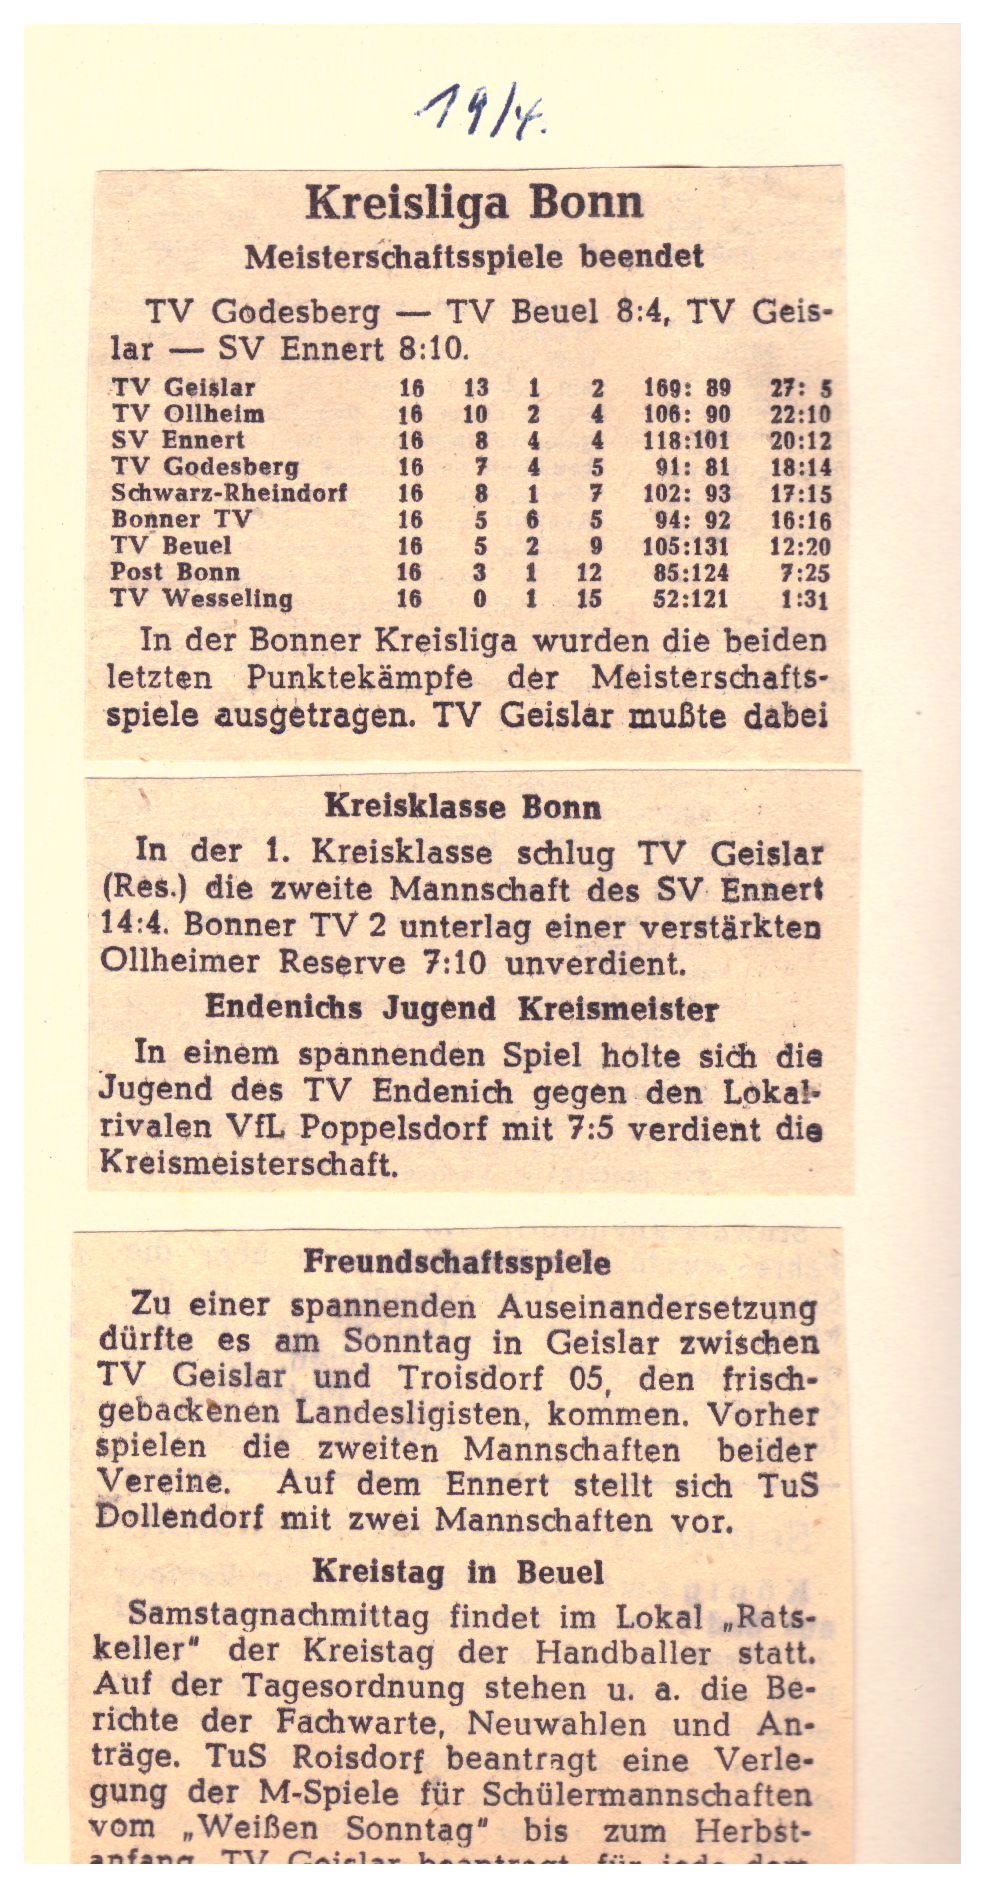 19/4.
Kreisliga Bonn
Meisterschaftsspiele beendet
TV Godesberg — TV Beuel 8:4, TV Geis-
lar — SV Ennert 8:10.
TV Geislar 16 13 1 2 169: 89 27: 5
TV Ollheim 16 10 2 4 106: 90 22:10
SV Ennert 16 8 4 4 118:101 20:12
TV Godesberg 16 7 4 5 91: 81 18:14
Schwarz-Rheindorf 16 8 1 7 102: 93 17:15
Bonner TV 16 5 6 5 94: 92 16:16
TV Beuel 16 5 2 9 105:131 12:20
Post Bonn 16 3 1 12 85:124 7:25
TV Wesseling 16 0 1 15 52:121 1:31
In der Bonner Kreisliga wurden die beiden
letzten Punktekämpfe der Meisterschafts-
spiele ausgetragen. TV Geislar mußte dabei
Kreisklasse Bonn
In der 1. Kreisklasse schlug TV Geislar
(Res.) die zweite Mannschaft des SV Ennert
14:4. Bonner TV 2 unterlag einer verstärkten
Ollheimer Reserve 7:10 unverdient.
Endenichs Jugend Kreismeister
In einem spannenden Spiel holte sich die
Jugend des TV Endenich gegen den Lokal-
rivalen VfL Poppelsdorf mit 7:5 verdient die
Kreismeisterschaft.
Freundschaftsspiele
Zu einer spannenden Auseinandersetzung
dürfte es am Sonntag in Geislar zwischen
TV Geislar und Troisdorf 05, den frisch-
gebackenen Landesligisten, kommen. Vorher
spielen die zweiten Mannschaften beider
Vereine. Auf dem Ennert stellt sich TuS
Dollendorf mit zwei Mannschaften vor.
Kreistag in Beuel
Samstagnachmittag findet im Lokal „Rats-
keller" der Kreistag der Handballer statt.
Auf der Tagesordnung stehen u. a. die Be-
richte der Fachwarte, Neuwahlen und An-
träge. TuS Roisdorf beantragt eine Verle-
gung der M-Spiele für Schülermannschaften
vom „Weißen Sonntag" bis zum Herbst-
anfang. TV Geislar beantragt, für jede dem